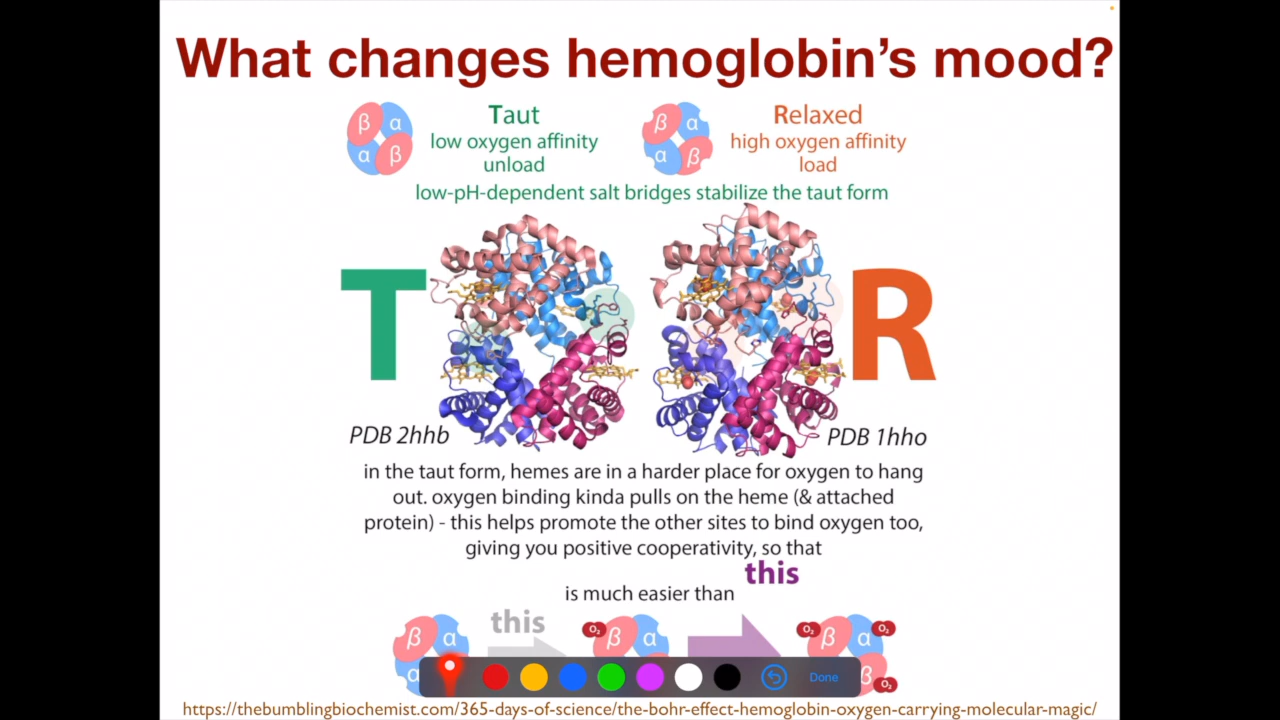 What changes hemoglobin's mood?
β α
α β
Taut
low oxygen affinity
unload
β α
α β
Relaxed
high oxygen affinity
load
low-pH-dependent salt bridges stabilize the taut form
T
R
PDB 2hhb
PDB 1hho
in the taut form, hemes are in a harder place for oxygen to hang
out. oxygen binding kinda pulls on the heme (& attached
protein) - this helps promote the other sites to bind oxygen too,
giving you positive cooperativity, so that
this
is much easier than
this
β α
α
O₂ β α
O₂ β α O₂
β O₂
Done
https://thebumblingbiochemist.com/365-days-of-science/the-bohr-effect-hemoglobin-oxygen-carrying-molecular-magic/